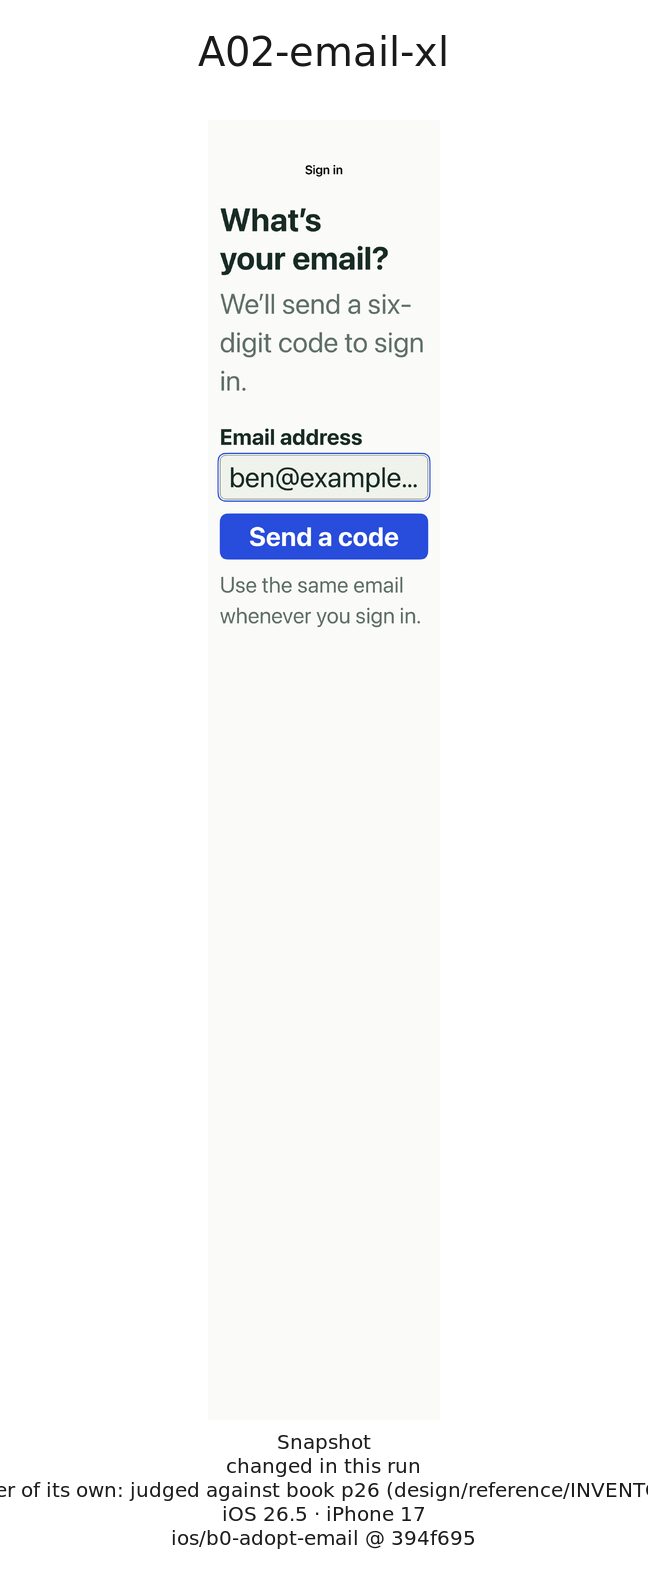 A02-email-xl
Sign in
What’s
your email?
We’ll send a six-
digit code to sign
in.
Email address
ben@example…
Send a code
Use the same email
whenever you sign in.
Snapshot
changed in this run
er of its own: judged against book p26 (design/reference/INVENTO
iOS 26.5 · iPhone 17
ios/b0-adopt-email @ 394f695